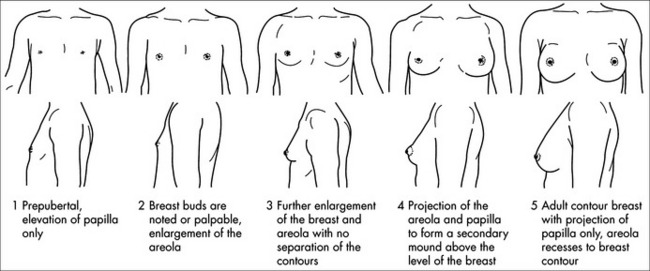 1 Prepubertal,
elevation of papilla
only
2 Breast buds are
noted or palpable,
enlargement of the
areola
3 Further enlargement
of the breast and
areola with no
separation of the
contours
4 Projection of the
areola and papilla
to form a secondary
mound above the
level of the breast
5 Adult contour breast
with projection of
papilla only, areola
recesses to breast
contour